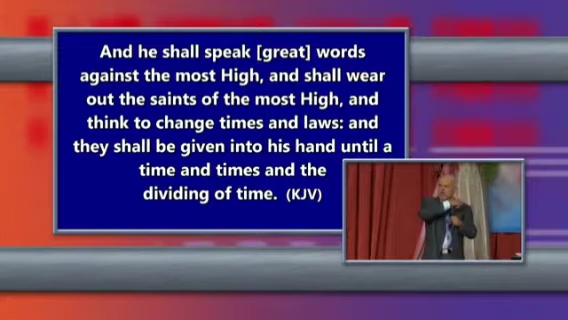 And he shall speak [great] words
against the most High, and shall wear
out the saints of the most High, and
think to change times and laws: and
they shall be given into his hand until a
time and times and the
dividing of time. (KJV)